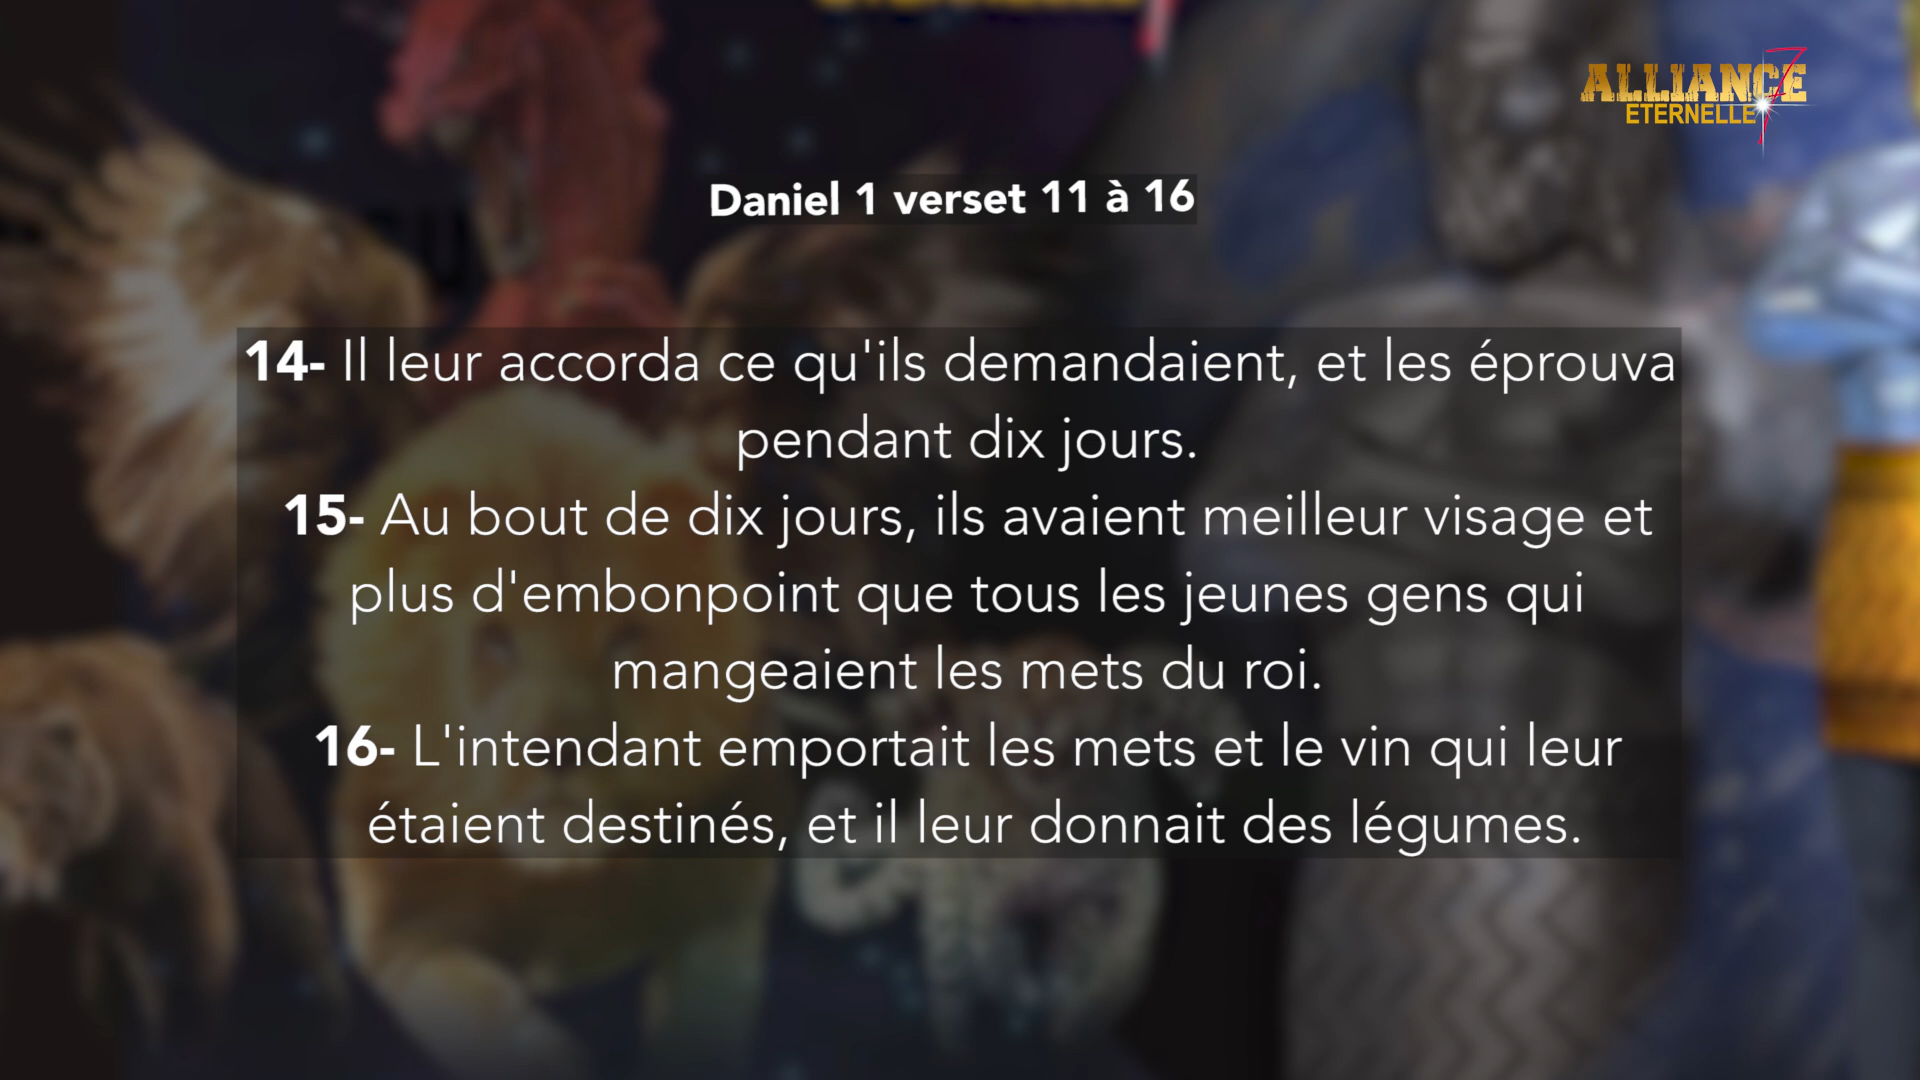 ALLIANCE
ETERNELLE
Daniel 1 verset 11 à 16
14- Il leur accorda ce qu'ils demandaient, et les éprouva
pendant dix jours.
15- Au bout de dix jours, ils avaient meilleur visage et
plus d'embonpoint que tous les jeunes gens qui
mangeaient les mets du roi.
16- L'intendant emportait les mets et le vin qui leur
étaient destinés, et il leur donnait des légumes.